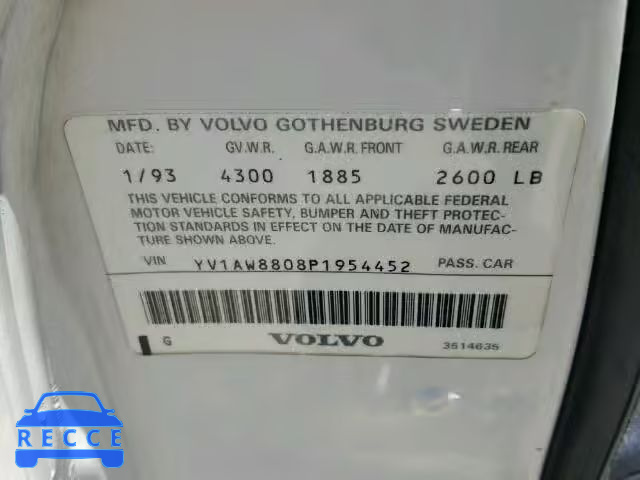 MFD. BY VOLVO GOTHENBURG SWEDEN
DATE: GV.W.R. G.A.W.R. FRONT G.A.W.R. REAR
1/93 4300 1885 2600 LB
THIS VEHICLE CONFORMS TO ALL APPLICABLE FEDERAL
MOTOR VEHICLE SAFETY, BUMPER AND THEFT PROTEC-
TION STANDARDS IN EFFECT ON THE DATE OF MANUFAC-
TURE SHOWN ABOVE.
VIN YV1AW8808P1954452 PASS. CAR
G VOLVO 3514635
RECCE